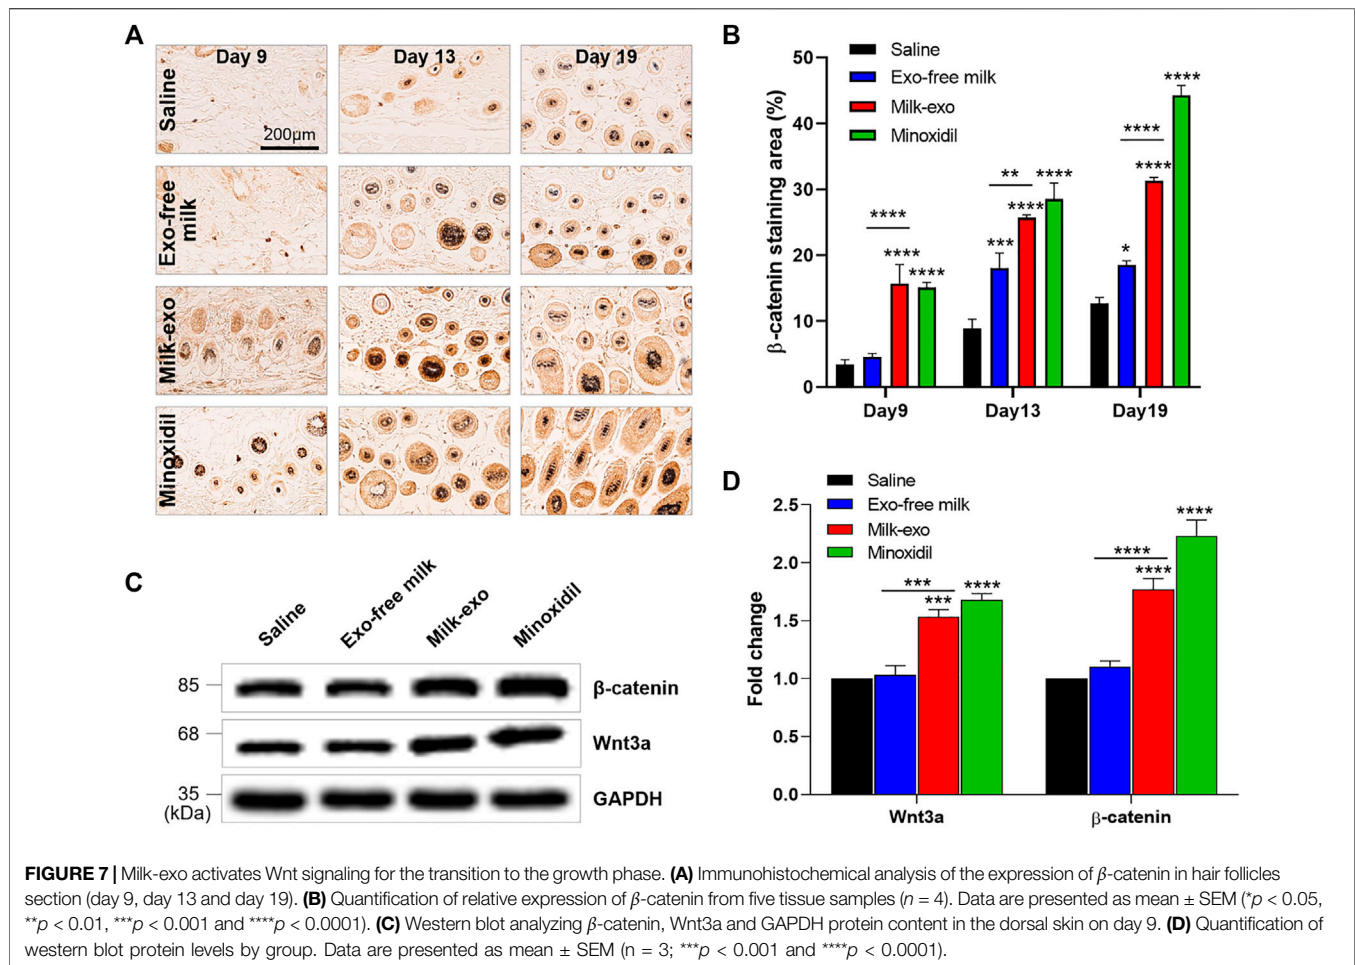 A
Day 9
Day 13
Day 19
Saline
200μm
Exo-free milk
Milk-exo
Minoxidil
B
Saline
Exo-free milk
Milk-exo
Minoxidil
β-catenin staining area (%)
50
40
30
20
10
0
****
****
****
***
**
****
****
*
****
****
****
Day9
Day13
Day19
C
Saline
Exo-free milk
Milk-exo
Minoxidil
85
β-catenin
68
Wnt3a
35
(kDa)
GAPDH
D
Saline
Exo-free milk
Milk-exo
Minoxidil
Fold change
2.5
2.0
1.5
1.0
0.5
0.0
***
***
****
****
****
****
Wnt3a
β-catenin
FIGURE 7 | Milk-exo activates Wnt signaling for the transition to the growth phase. (A) Immunohistochemical analysis of the expression of β-catenin in hair follicles
section (day 9, day 13 and day 19). (B) Quantification of relative expression of β-catenin from five tissue samples (n = 4). Data are presented as mean ± SEM (*p < 0.05,
**p < 0.01, ***p < 0.001 and ****p < 0.0001). (C) Western blot analyzing β-catenin, Wnt3a and GAPDH protein content in the dorsal skin on day 9. (D) Quantification of
western blot protein levels by group. Data are presented as mean ± SEM (n = 3; ***p < 0.001 and ****p < 0.0001).